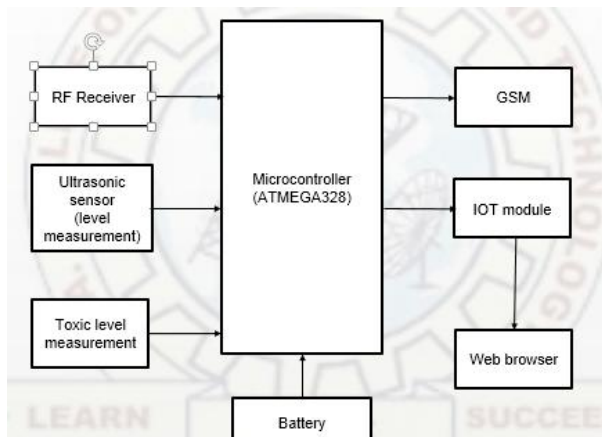 RF Receiver
Ultrasonic
sensor
(level
measurement)
Toxic level
measurement
Microcontroller
(ATMEGA328)
Battery
GSM
IOT module
Web browser
LEARN
SUCCEE
TECHNOLOG